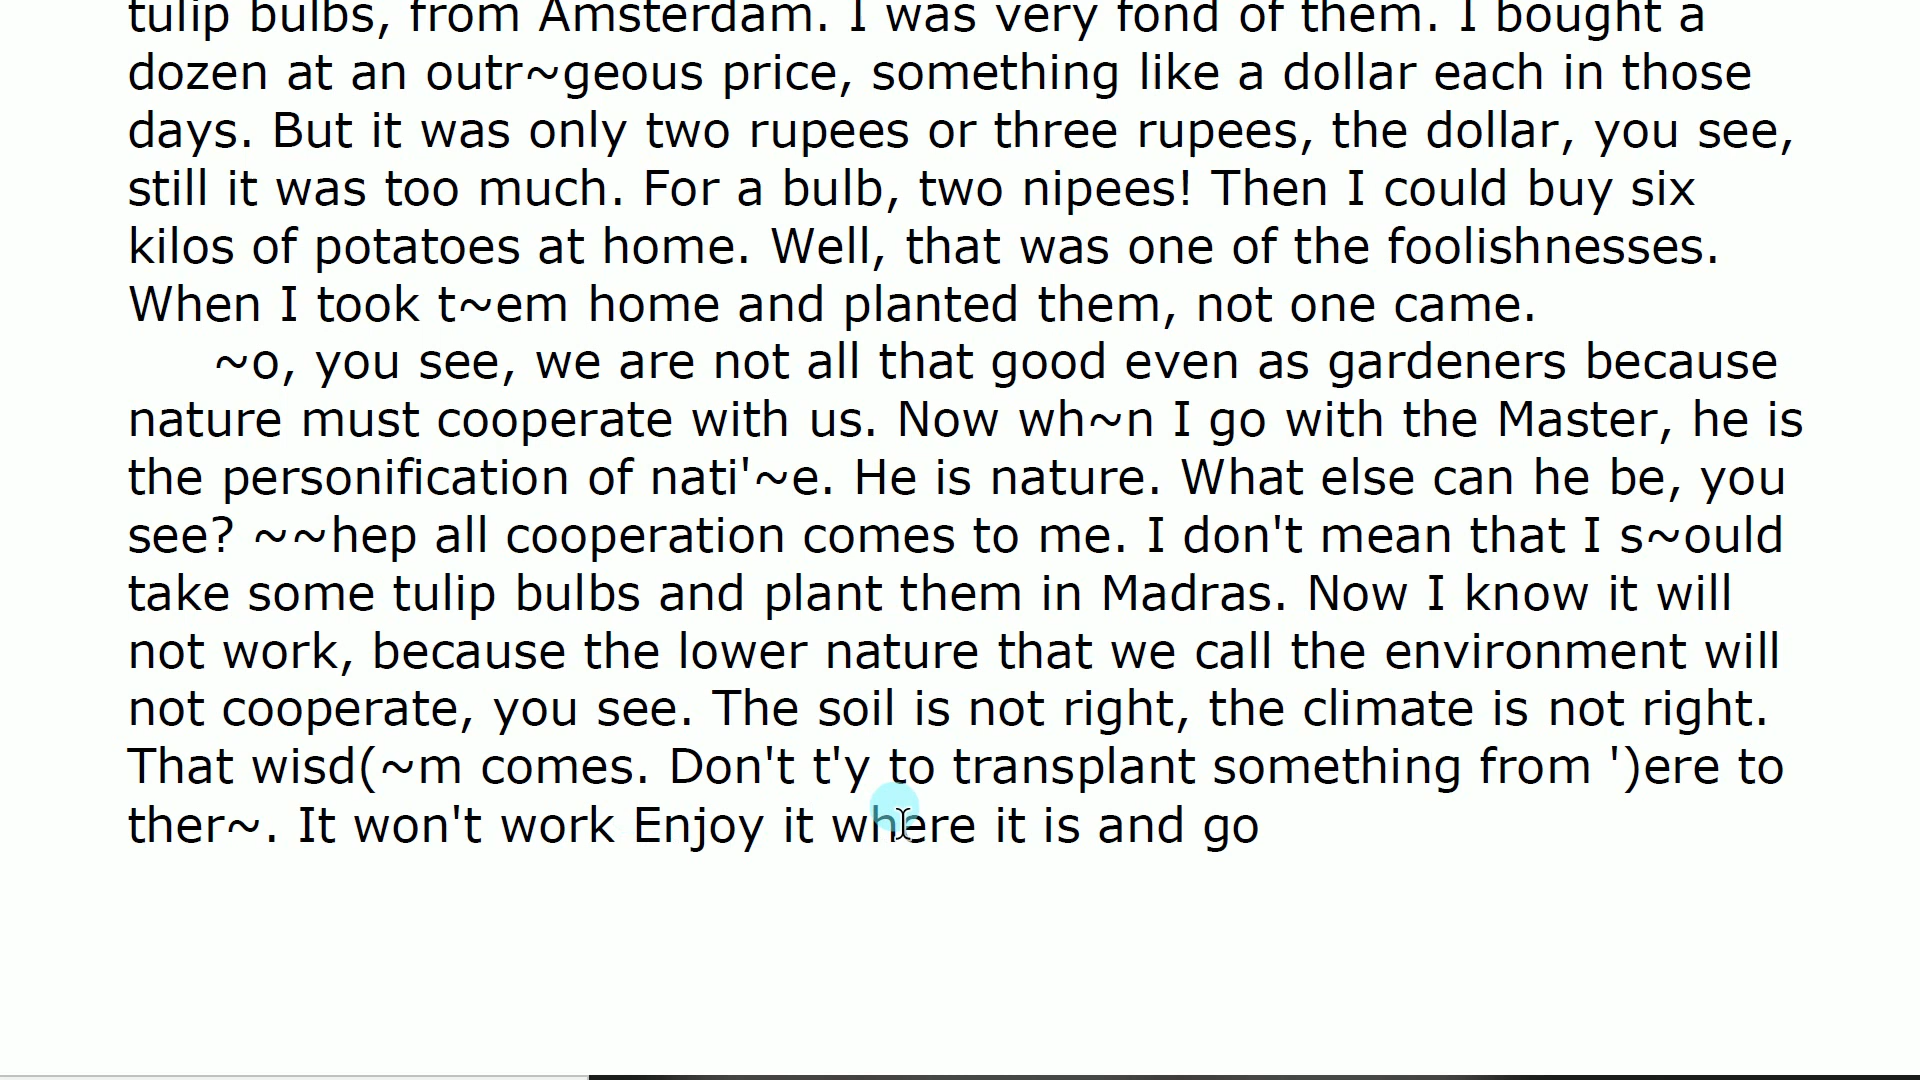 tulip bulbs, from Amsterdam. I was very fond of them. I bought a
dozen at an outr~geous price, something like a dollar each in those
days. But it was only two rupees or three rupees, the dollar, you see,
still it was too much. For a bulb, two nipees! Then I could buy six
kilos of potatoes at home. Well, that was one of the foolishnesses.
When I took t~em home and planted them, not one came.
~o, you see, we are not all that good even as gardeners because
nature must cooperate with us. Now wh~n I go with the Master, he is
the personification of nati'~e. He is nature. What else can he be, you
see? ~~hep all cooperation comes to me. I don't mean that I s~ould
take some tulip bulbs and plant them in Madras. Now I know it will
not work, because the lower nature that we call the environment will
not cooperate, you see. The soil is not right, the climate is not right.
That wisd(~m comes. Don't t'y to transplant something from ')ere to
ther~. It won't work Enjoy it where it is and go